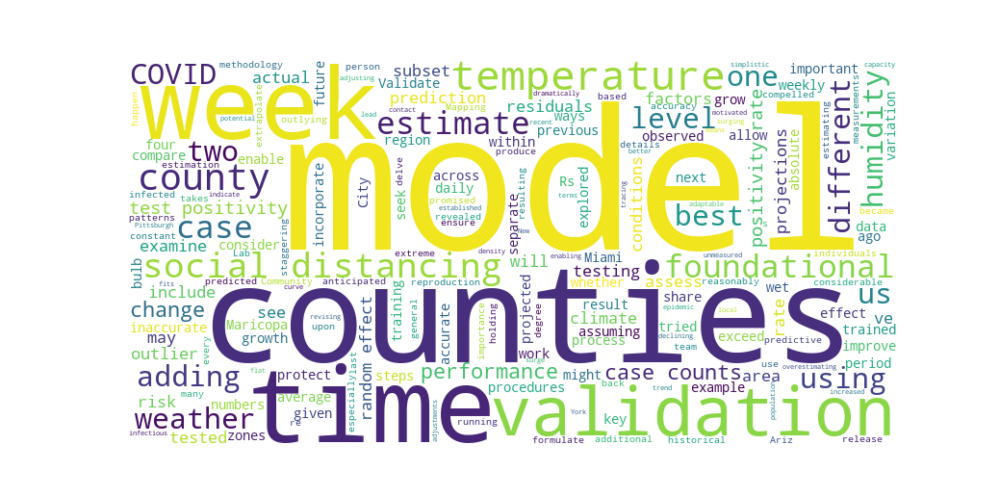 COVID
methodology
actual
adjusting
person
future
subset
Validate
temperature
dramatically
one
simplistic
weekly
important
capacity
compelled
happen
week
extrapolate
outlying
prediction
Mapping
recent
contact
motivated
surging
residuals
based
accuracy
factors
grow
means
estimate
ways
level
observed
allow
different
estimating
humidity
measurements
variation
potential
lead
region
previous
within
produce
details
better
rate
projections
absolute
data
ago
became
four
compare
two
enable
estimation
infected
takes
indicate
county
incorporate
city
seek
delve
across
daily
promised
revealed
ensure
established
model
resulting
Rs
explored
terms
tracing
conditions
adaptable
next
best
positivity
test positivity
patterns
Pittsburgh
constant
case
examine
consider
Lab
staggering
separate
New
enabling
density
unmeasured
individuals
bulb
social distancing
extreme
will
Miami
testing
whether
assess
foundational
us
include
fits
predicted
Community
curve
anticipated
reproduction
infectious
change
see
upon
revising
general
counties
result
climate
assuming
tried
process
share
epidemic
declining
team
local
wet
reasonably
predictive
considerable
ve
effect
trained
exceed
improve
inaccurate
Maricopa
growth
may
outlier
every
flat
surge
random effect
training
trend
accurate
importance
holding
degree
projected
work
might
back
case counts
area
use
population
overestimating
increased
period
adding
risk
many
protect
steps
performance
procedures
example
key
using
numbers
average
especially
last
weather
tested
zones
given
re
time
adjustments
running
validation
formulate
additional
historical
York
Ariz
release